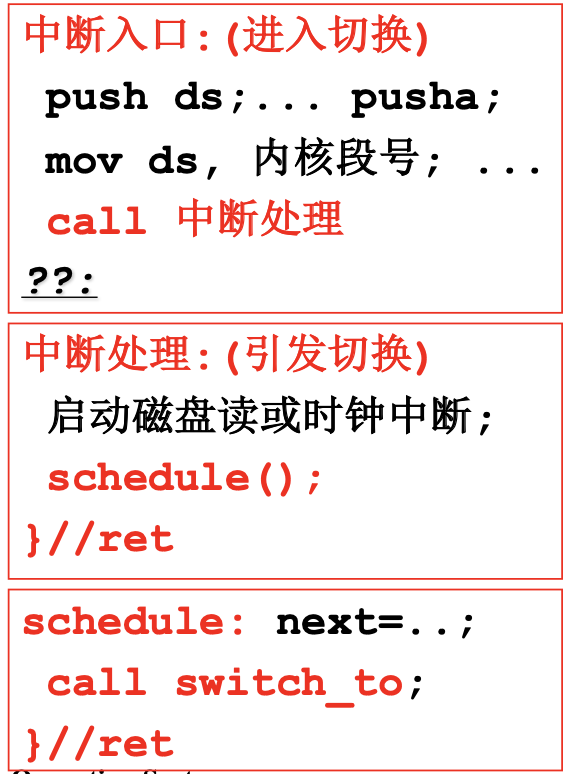 中断入口:(进入切换)
push ds;... pusha;
mov ds, 内核段号; ...
call 中断处理
??:
中断处理:(引发切换)
启动磁盘读或时钟中断;
schedule();
}//ret
schedule: next=..;
call switch_to;
}//ret